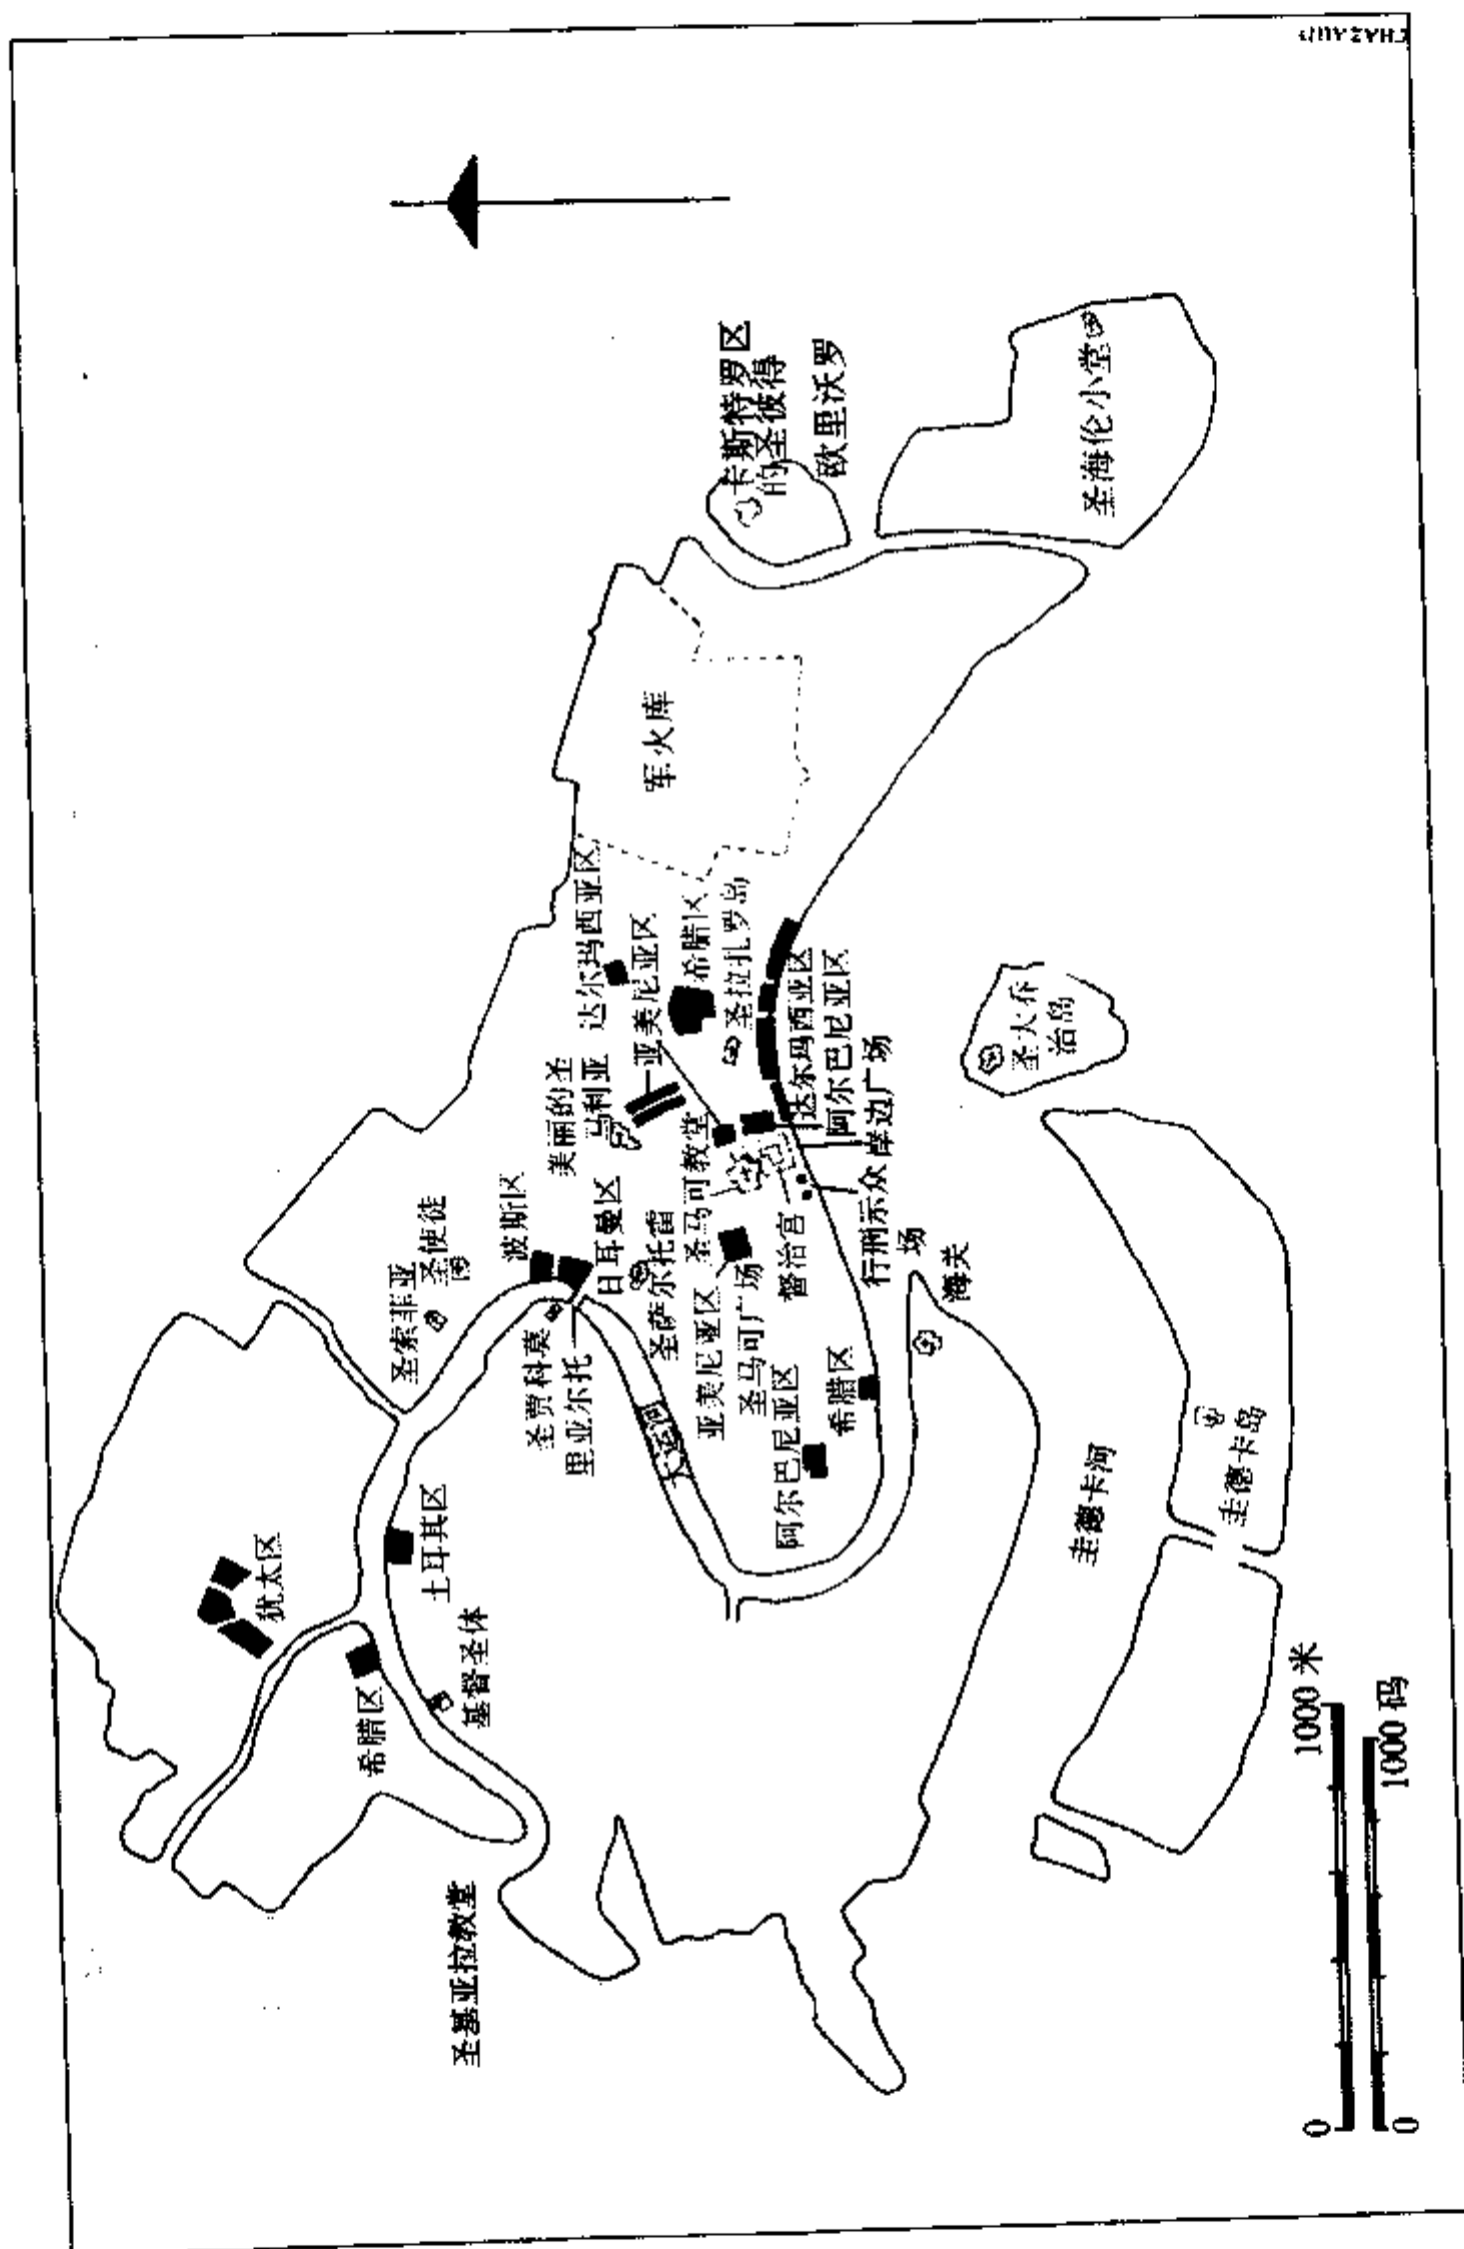 CHAZAUD
卡斯特罗区
的圣彼得
欧里沃罗
圣海伦小堂
军火库
达尔玛西亚区
亚美尼亚区
希腊区
圣拉扎罗岛
达尔玛西亚区
阿尔巴尼亚区
岸边广场
圣大乔
治岛
美丽的圣
马利亚
圣马可教堂
督治宫
行刑示众
场
海关
波斯区
日耳曼区
圣萨尔托雷
亚美尼亚区
圣马可广场
圣使徒
圣索菲亚
圣贾科莫
里亚尔托
大运河
阿尔巴尼亚区
希腊区
圭德卡河
圭德卡岛
犹太区
土耳其区
希腊区
基督圣体
圣基亚拉教堂
0
1000 米
0
1000 码